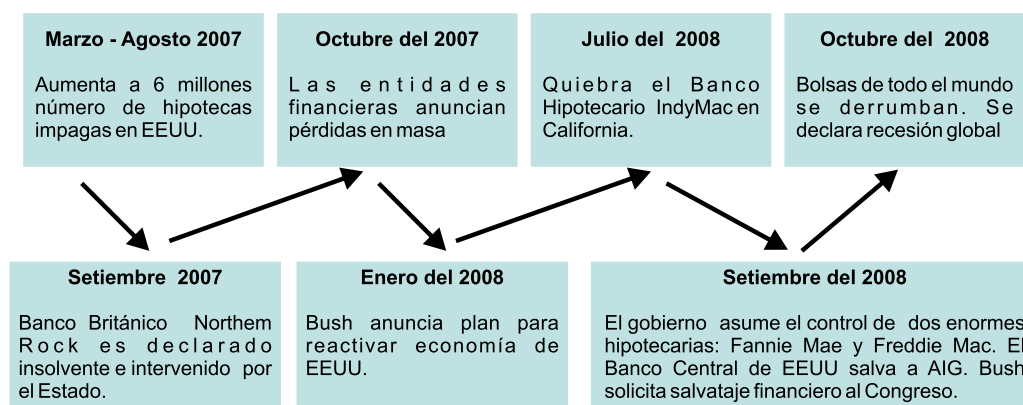 Marzo - Agosto 2007
Aumenta a 6 millones
número de hipotecas
impagas en EEUU.
Setiembre 2007
Banco Británico Northem
Rock es declarado
insolvente e intervenido por
el Estado.
Octubre del 2007
Las entidades
financieras anuncian
pérdidas en masa
Enero del 2008
Bush anuncia plan para
reactivar economía de
EEUU.
Julio del 2008
Quiebra el Banco
Hipotecario IndyMac en
California.
Setiembre del 2008
El gobierno asume el control de dos enormes
hipotecarias: Fannie Mae y Freddie Mac. El
Banco Central de EEUU salva a AIG. Bush
solicita salvataje financiero al Congreso.
Octubre del 2008
Bolsas de todo el mundo
se derrumban. Se
declara recesión global